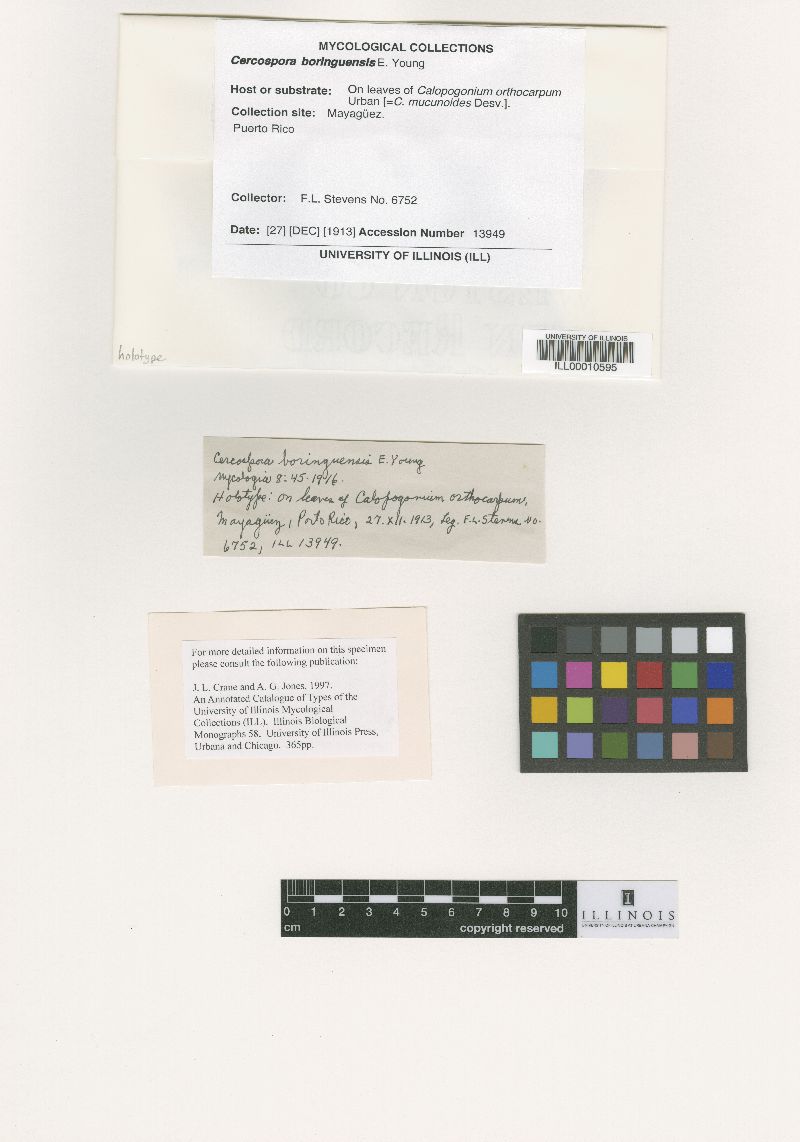 MYCOLOGICAL COLLECTIONS
Cercospora boringuensis E. Young
Host or substrate: On leaves of Calopogonium orthocarpum
Urban [=C. mucunoides Desv.].
Collection site: Mayagüez.
Puerto Rico
Collector: F.L. Stevens No. 6752
Date: [27] [DEC] [1913] Accession Number 13949
UNIVERSITY OF ILLINOIS (ILL)
holotype
UNIVERSITY OF ILLINOIS
ILL00010595
Cercospora boringuensis E. Young
Mycologia 8:45.1916.
Holotype: on leaves of Calopogonium orthocarpum,
Mayagüez, Porto Rico, 27.XII.1913, Leg. F.L. Stevens No.
6752, ILL 13949.
For more detailed information on this specimen
please consult the following publication:
J. L. Crane and A. G. Jones. 1997.
An Annotated Catalogue of Types of the
University of Illinois Mycological
Collections (ILL). Illinois Biological
Monographs 58. University of Illinois Press,
Urbana and Chicago. 365pp.
0 1 2 3 4 5 6 7 8 9 10
cm copyright reserved
I
ILLINOIS
UNIVERSITY OF ILLINOIS AT URBANA-CHAMPAIGN